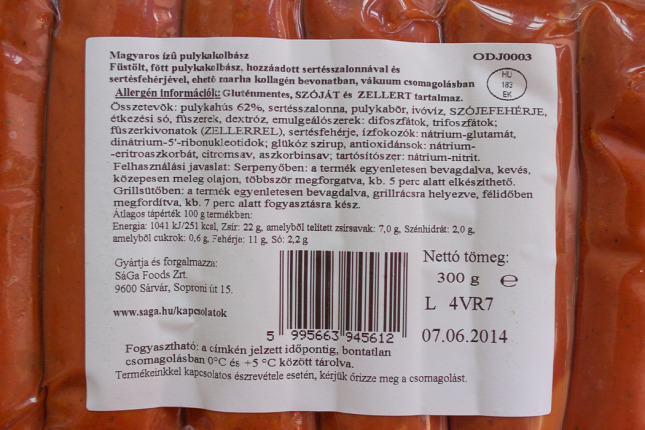 Magyaros ízű pulykakolbász
ODJ0003
Füstölt, főtt pulykakolbász, hozzáadott sertésszalonnával és
sertésfehérjével, ehető marha kollagén bevonatban, vákuum csomagolásban
HU
183
EK
Allergén információk: Gluténmentes, SZÓJÁT és ZELLERT tartalmaz.
Összetevők: pulykahús 62%, sertésszalonna, pulykabőr, ivóvíz, SZÓJEFEHÉRJE,
étkezési só, fűszerek, dextróz, emulgeálószerek: difoszfátok, trifoszfátok;
fűszerkivonatok (ZELLERREL), sertésfehérje, ízfokozók: nátrium-glutamát,
dinátrium-5'-ribonukleotidok; glükóz szirup, antioxidánsok: nátrium-
-eritroaszkorbát, citromsav, aszkorbinsav; tartósítószer: nátrium-nitrit.
Felhasználási javaslat: Serpenyőben: a termék egyenletesen bevagdalva, kevés,
közepesen meleg olajon, többször megforgatva, kb. 5 perc alatt elkészíthető.
Grillsütőben: a termék egyenletesen bevagdalva, grillrácsra helyezve, félidőben
megfordítva, kb. 7 perc alatt fogyasztásra kész.
Átlagos tápérték 100 g termékben:
Energia: 1041 kJ/251 kcal, Zsír: 22 g, amelyből telített zsírsavak: 7,0 g, Szénhidrát: 2,0 g,
amelyből cukrok: 0,6 g, Fehérje: 11 g, Só: 2,2 g
Gyártja és forgalmazza:
SáGa Foods Zrt.
9600 Sárvár, Soproni út 15.
www.saga.hu/kapcsolatok
5 995663 945612
Nettó tömeg:
300 g e
L 4VR7
07.06.2014
Fogyasztható: a címkén jelzett időpontig, bontatlan
csomagolásban 0°C és +5 °C között tárolva.
Termékeinkkel kapcsolatos észrevétele esetén, kérjük őrizze meg a csomagolást.